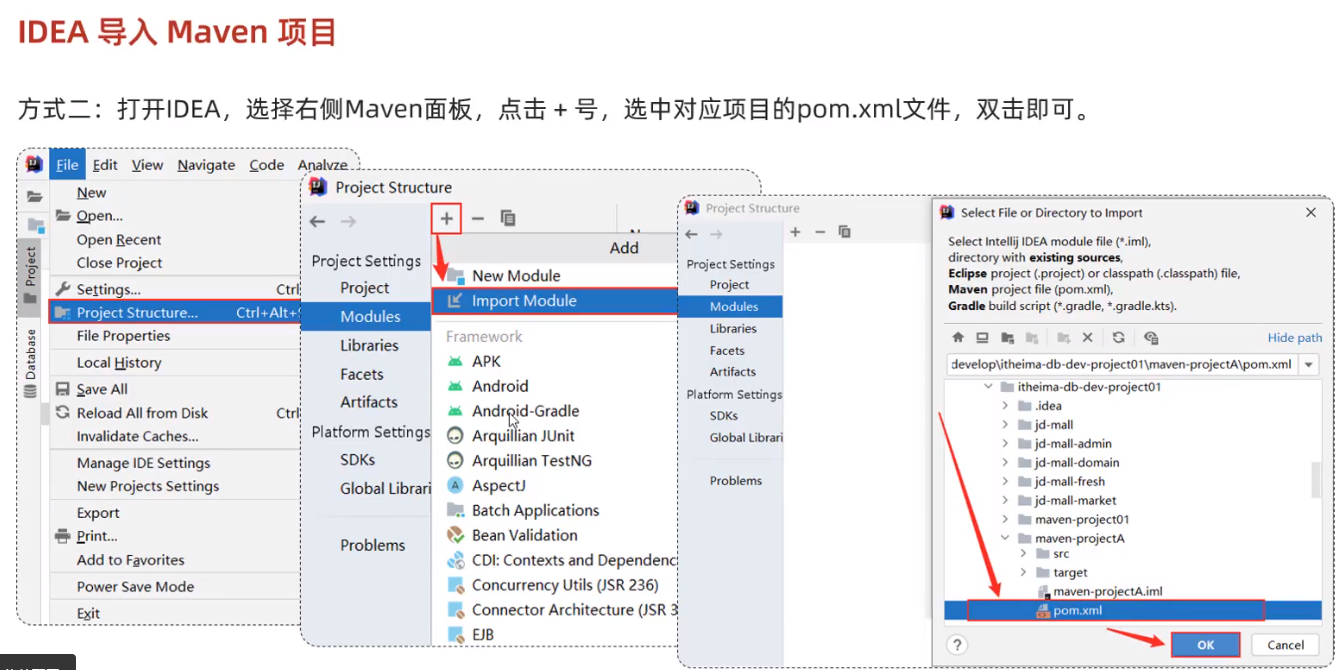 IDEA 导入 Maven 项目
方式二：打开IDEA，选择右侧Maven面板，点击 + 号，选中对应项目的pom.xml文件，双击即可。
File Edit View Navigate Code Analyze
New
Open...
Open Recent
Close Project
Settings... Ctrl
Project Structure... Ctrl+Alt+
File Properties
Local History
Save All
Reload All from Disk Ctrl
Invalidate Caches...
Manage IDE Settings
New Projects Settings
Export
Print...
Add to Favorites
Power Save Mode
Exit
Project
Database
Project Structure
Project Settings
Project
Modules
Libraries
Facets
Artifacts
Platform Settings
SDKs
Global Librari
Problems
Add
New Module
Import Module
Framework
APK
Android
Android-Gradle
Arquillian JUnit
Arquillian TestNG
AspectJ
Batch Applications
Bean Validation
CDI: Contexts and Dependenc
Concurrency Utils (JSR 236)
Connector Architecture (JSR 3
EJB
Project Structure
Project Settings
Project
Modules
Libraries
Facets
Artifacts
Platform Settings
SDKs
Global Librari
Problems
Select File or Directory to Import
Select Intellij IDEA module file (*.iml),
directory with existing sources,
Eclipse project (.project) or classpath (.classpath) file,
Maven project file (pom.xml),
Gradle build script (*.gradle, *.gradle.kts).
Hide path
develop\itheima-db-dev-project01\maven-projectA\pom.xml
itheima-db-dev-project01
.idea
jd-mall
jd-mall-admin
jd-mall-domain
jd-mall-fresh
jd-mall-market
maven-project01
maven-projectA
src
target
maven-projectA.iml
pom.xml
? OK Cancel